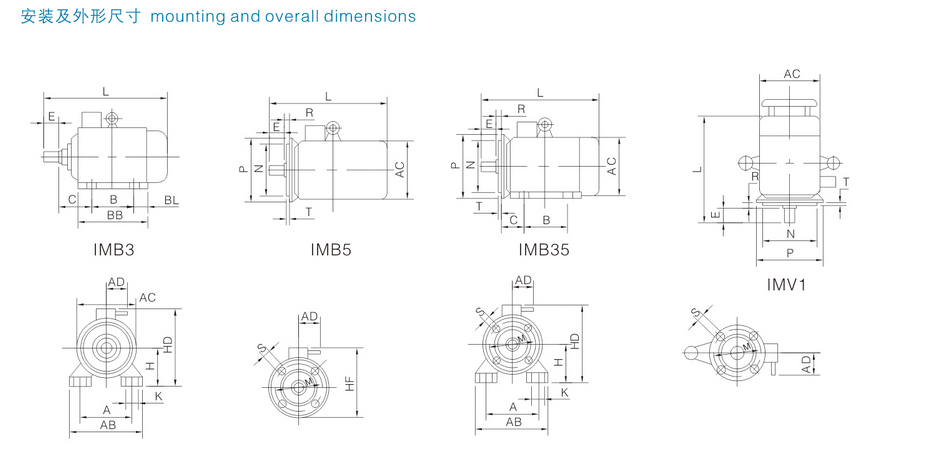 安装及外形尺寸 mounting and overall dimensions
L
E
C B BL
BB
IMB3
L
R
E
P N AC
T
IMB5
L
R
E
P N AC
T
C B
IMB35
AC
L
R T
E
N
P
IMV1
AD
AC
HD
H
K
A
AB
AD
S
M
HF
AD
S
M
HD
H
K
A
AB
S
M
AD